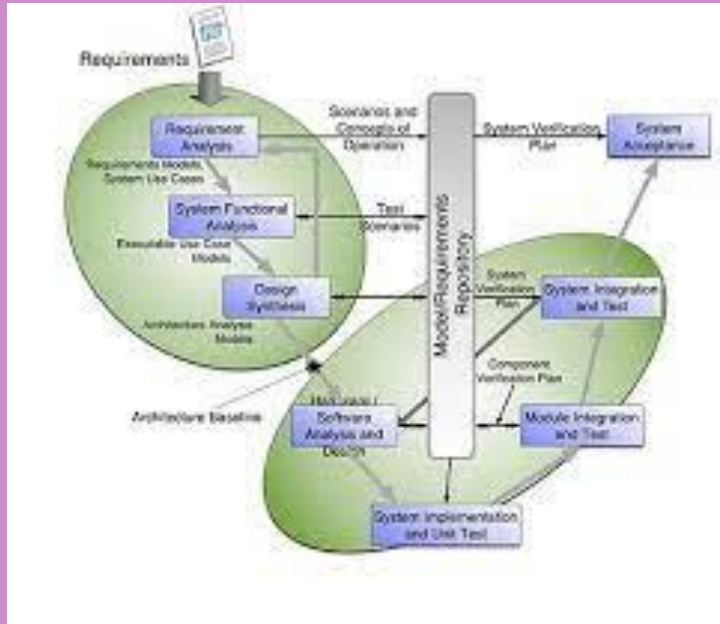 Requirements
Requirement
Analysis
Scenarios and
Concepts of
Operation
System Verification
Plan
System
Acceptance
Requirements Models,
System Use Cases
System Functional
Analysis
Test
Scenarios
Executable Use Case
Models
Design
Synthesis
Model/Requirements
Repository
System
Verification
Plan
System Integration
and Test
Architecture Analysis
Models
Component
Verification Plan
Architecture baseline
Software
Analysis and
Design
Module Integration
and Test
System Implementation
and Unit Test